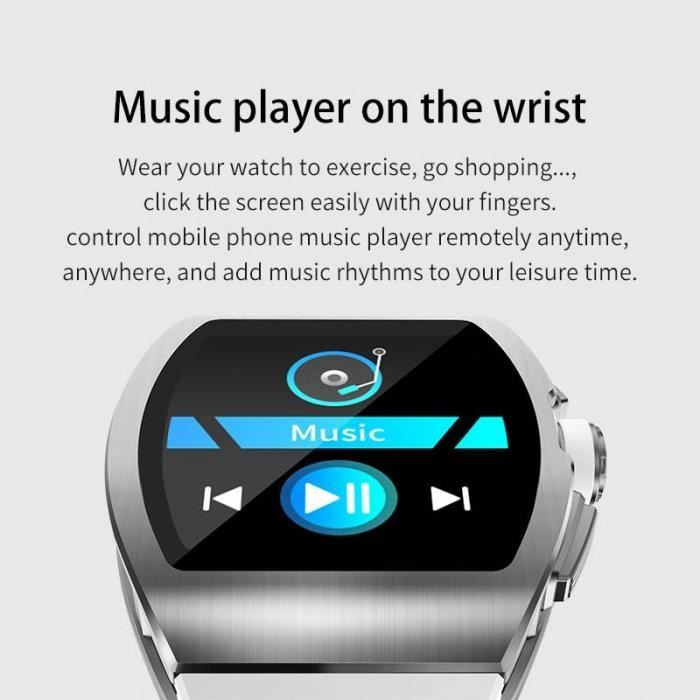 Music player on the wrist
Wear your watch to exercise, go shopping...,
click the screen easily with your fingers.
control mobile phone music player remotely anytime,
anywhere, and add music rhythms to your leisure time.
Music